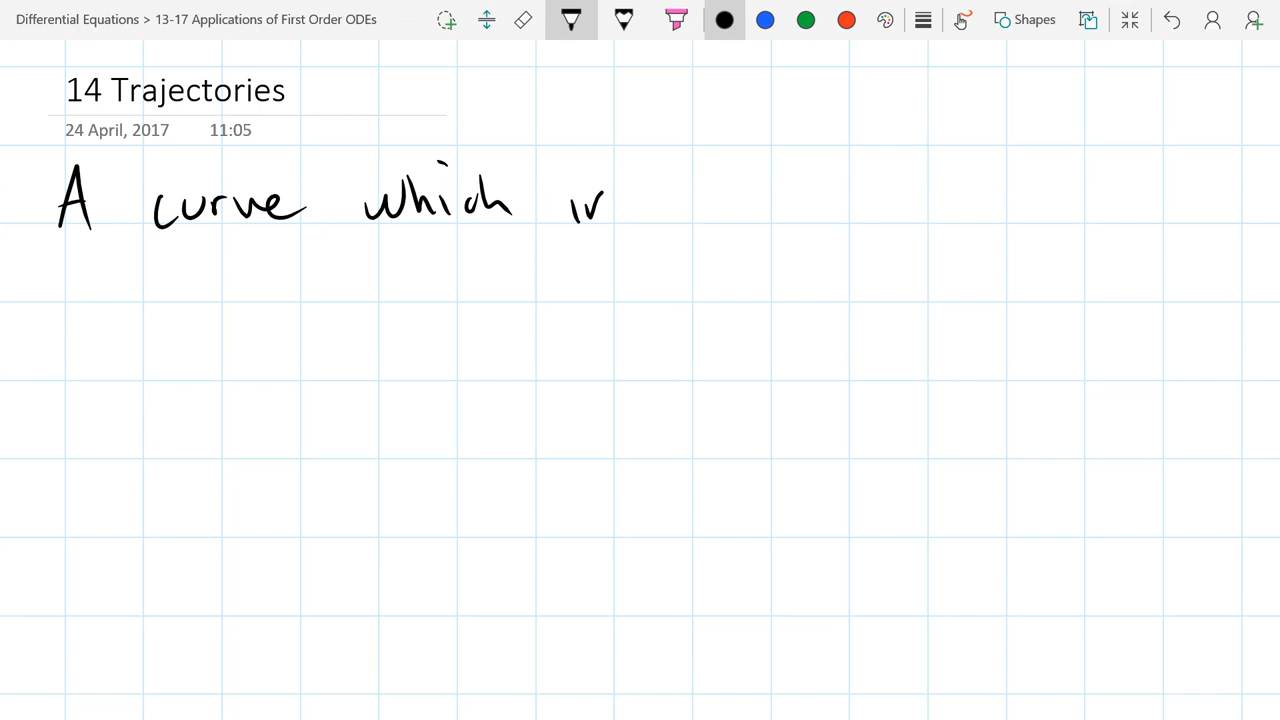 Differential Equations > 13-17 Applications of First Order ODEs
Shapes
14 Trajectories
24 April, 2017 11:05
A curve which